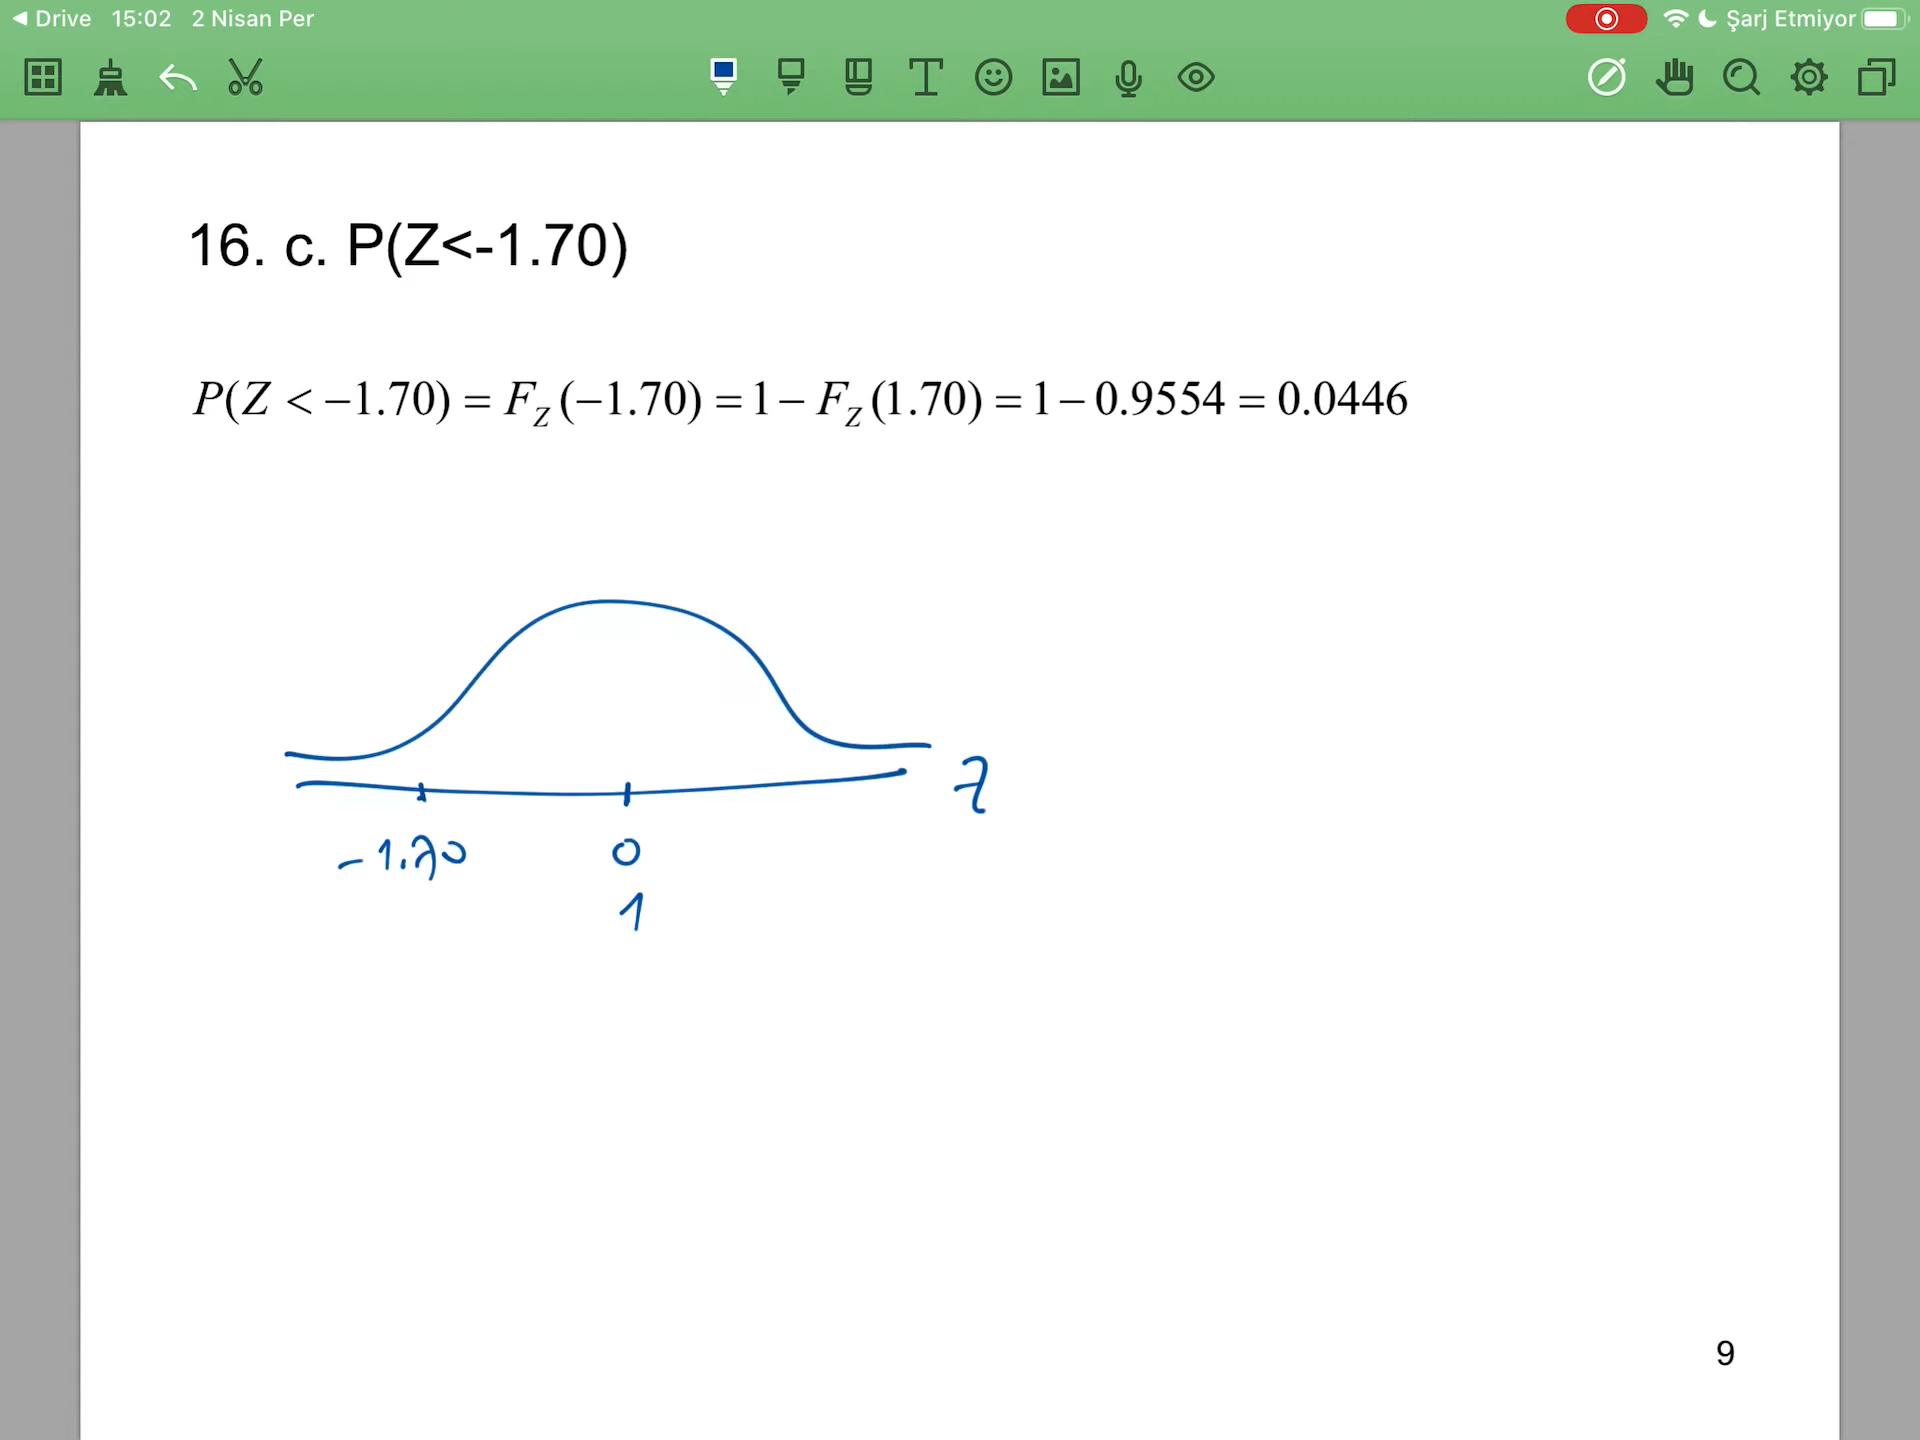 Drive 15:02 2 Nisan Per Şarj Etmiyor
16. c. P(Z<-1.70)
P(Z < −1.70) = F_Z(−1.70) = 1 − F_Z(1.70) = 1 − 0.9554 = 0.0446
z
-1.70 0
1
9